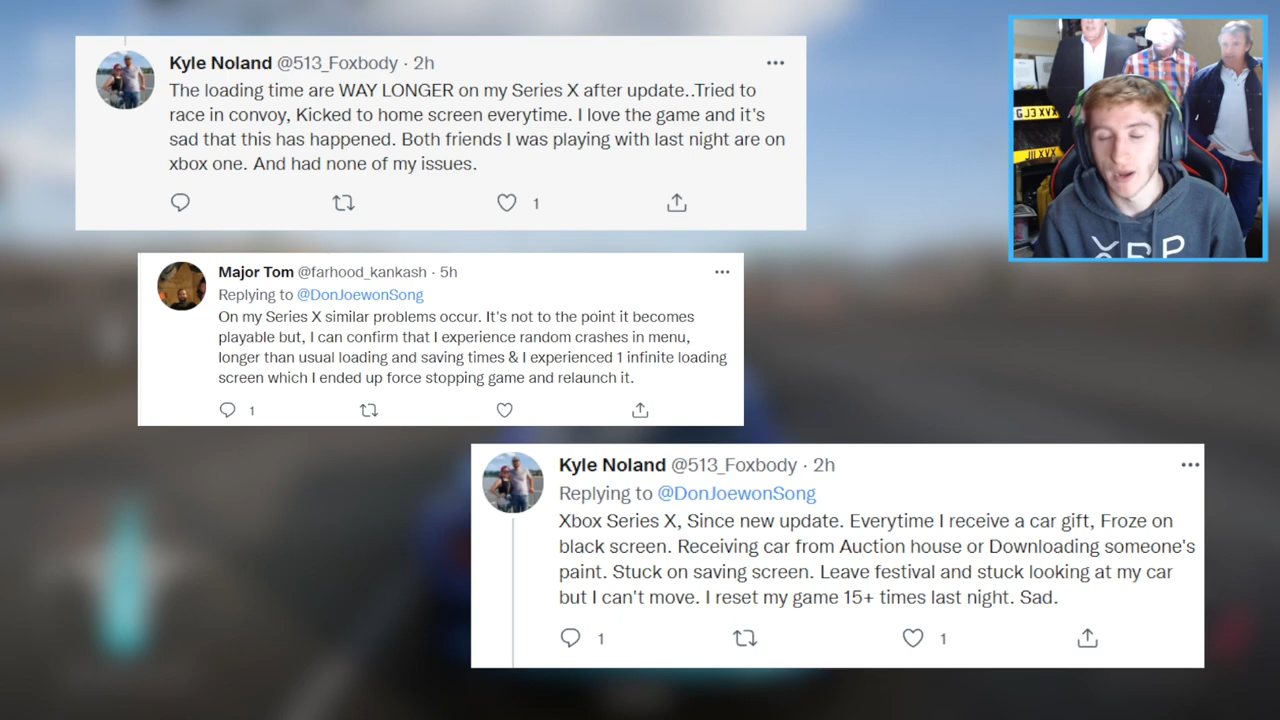 Kyle Noland @513_Foxbody · 2h
The loading time are WAY LONGER on my Series X after update..Tried to
race in convoy, Kicked to home screen everytime. I love the game and it's
sad that this has happened. Both friends I was playing with last night are on
xbox one. And had none of my issues.
1
Major Tom @farhood_kankash · 5h
Replying to @DonJoewonSong
On my Series X similar problems occur. It's not to the point it becomes
playable but, I can confirm that I experience random crashes in menu,
longer than usual loading and saving times & I experienced 1 infinite loading
screen which I ended up force stopping game and relaunch it.
1
Kyle Noland @513_Foxbody · 2h
Replying to @DonJoewonSong
Xbox Series X, Since new update. Everytime I receive a car gift, Froze on
black screen. Receiving car from Auction house or Downloading someone's
paint. Stuck on saving screen. Leave festival and stuck looking at my car
but I can't move. I reset my game 15+ times last night. Sad.
1 1
GJ3 XVX
J11 XVX